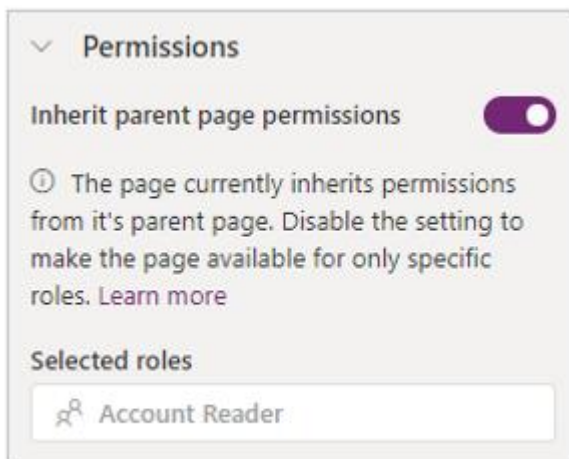 Permissions
Inherit parent page permissions
The page currently inherits permissions
from it's parent page. Disable the setting to
make the page available for only specific
roles. Learn more
Selected roles
Account Reader